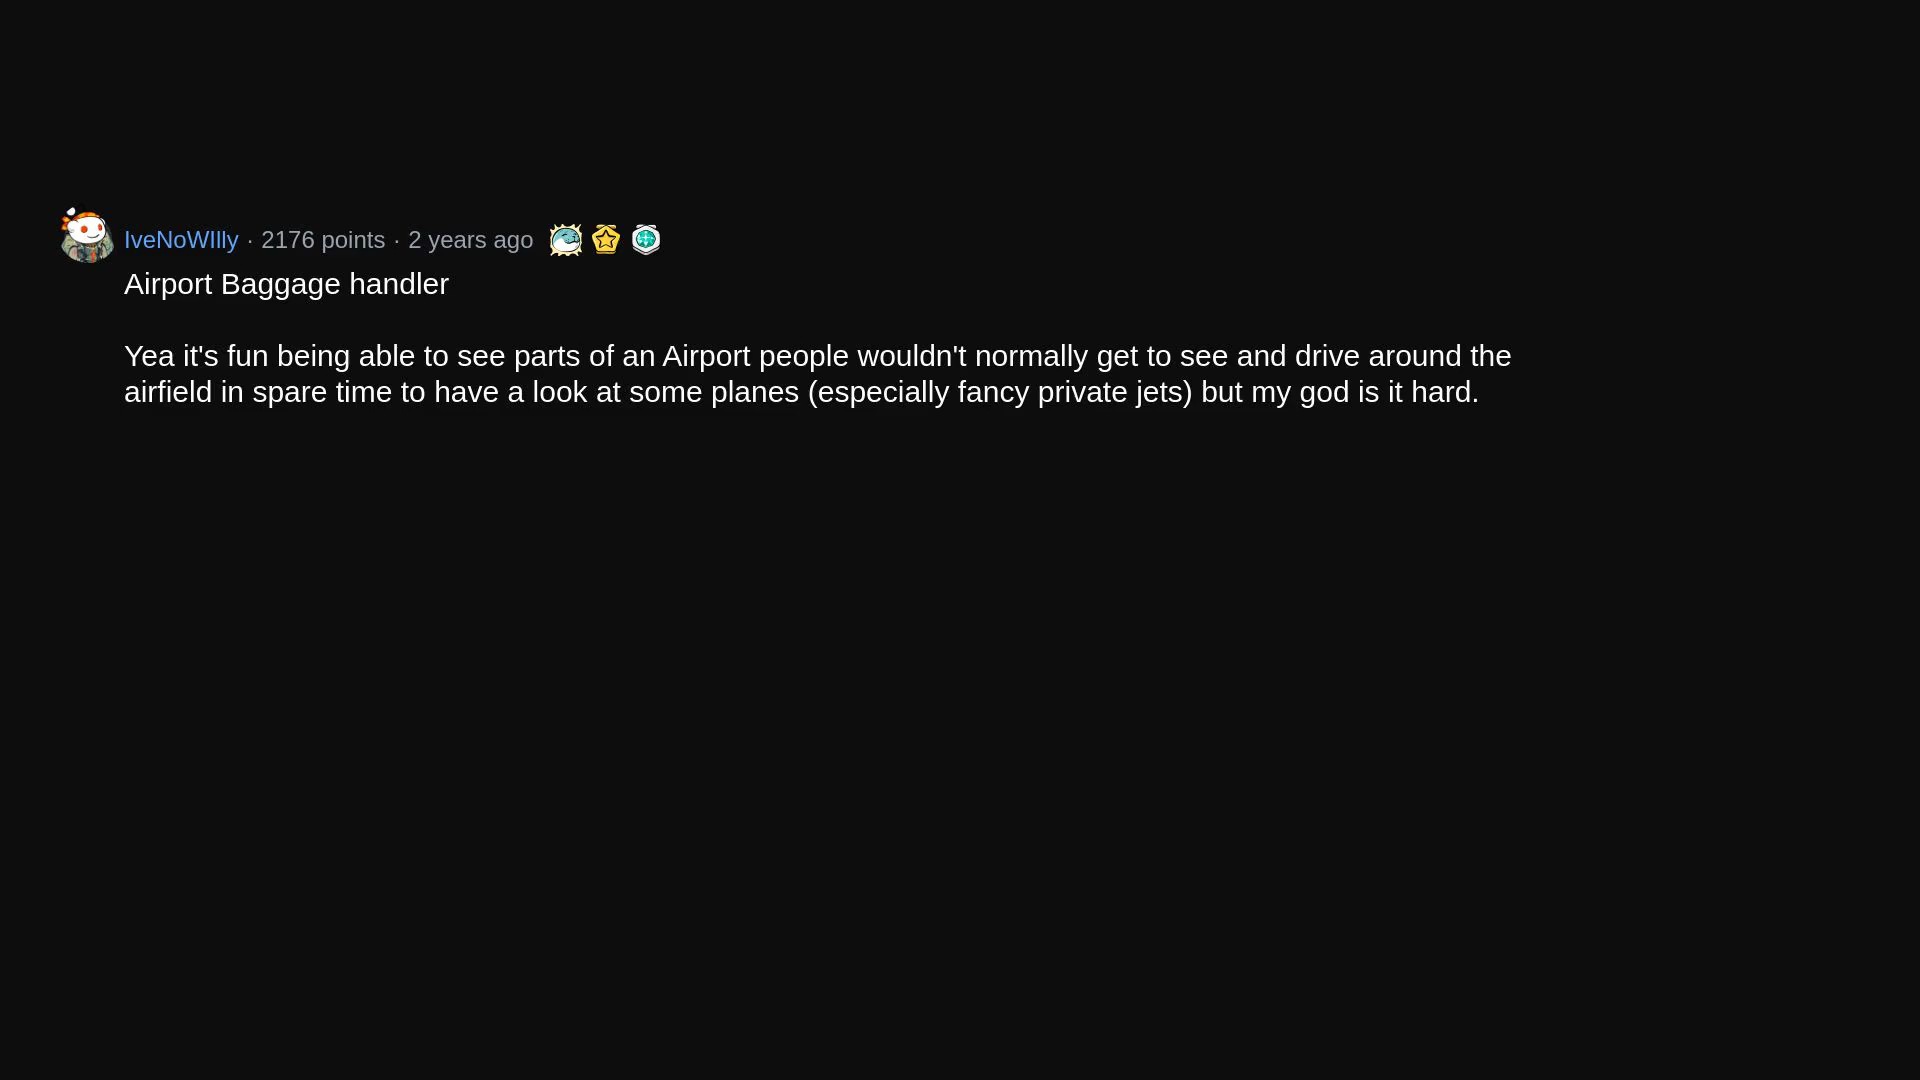 IveNoWIlly · 2176 points · 2 years ago
Airport Baggage handler
Yea it's fun being able to see parts of an Airport people wouldn't normally get to see and drive around the
airfield in spare time to have a look at some planes (especially fancy private jets) but my god is it hard.